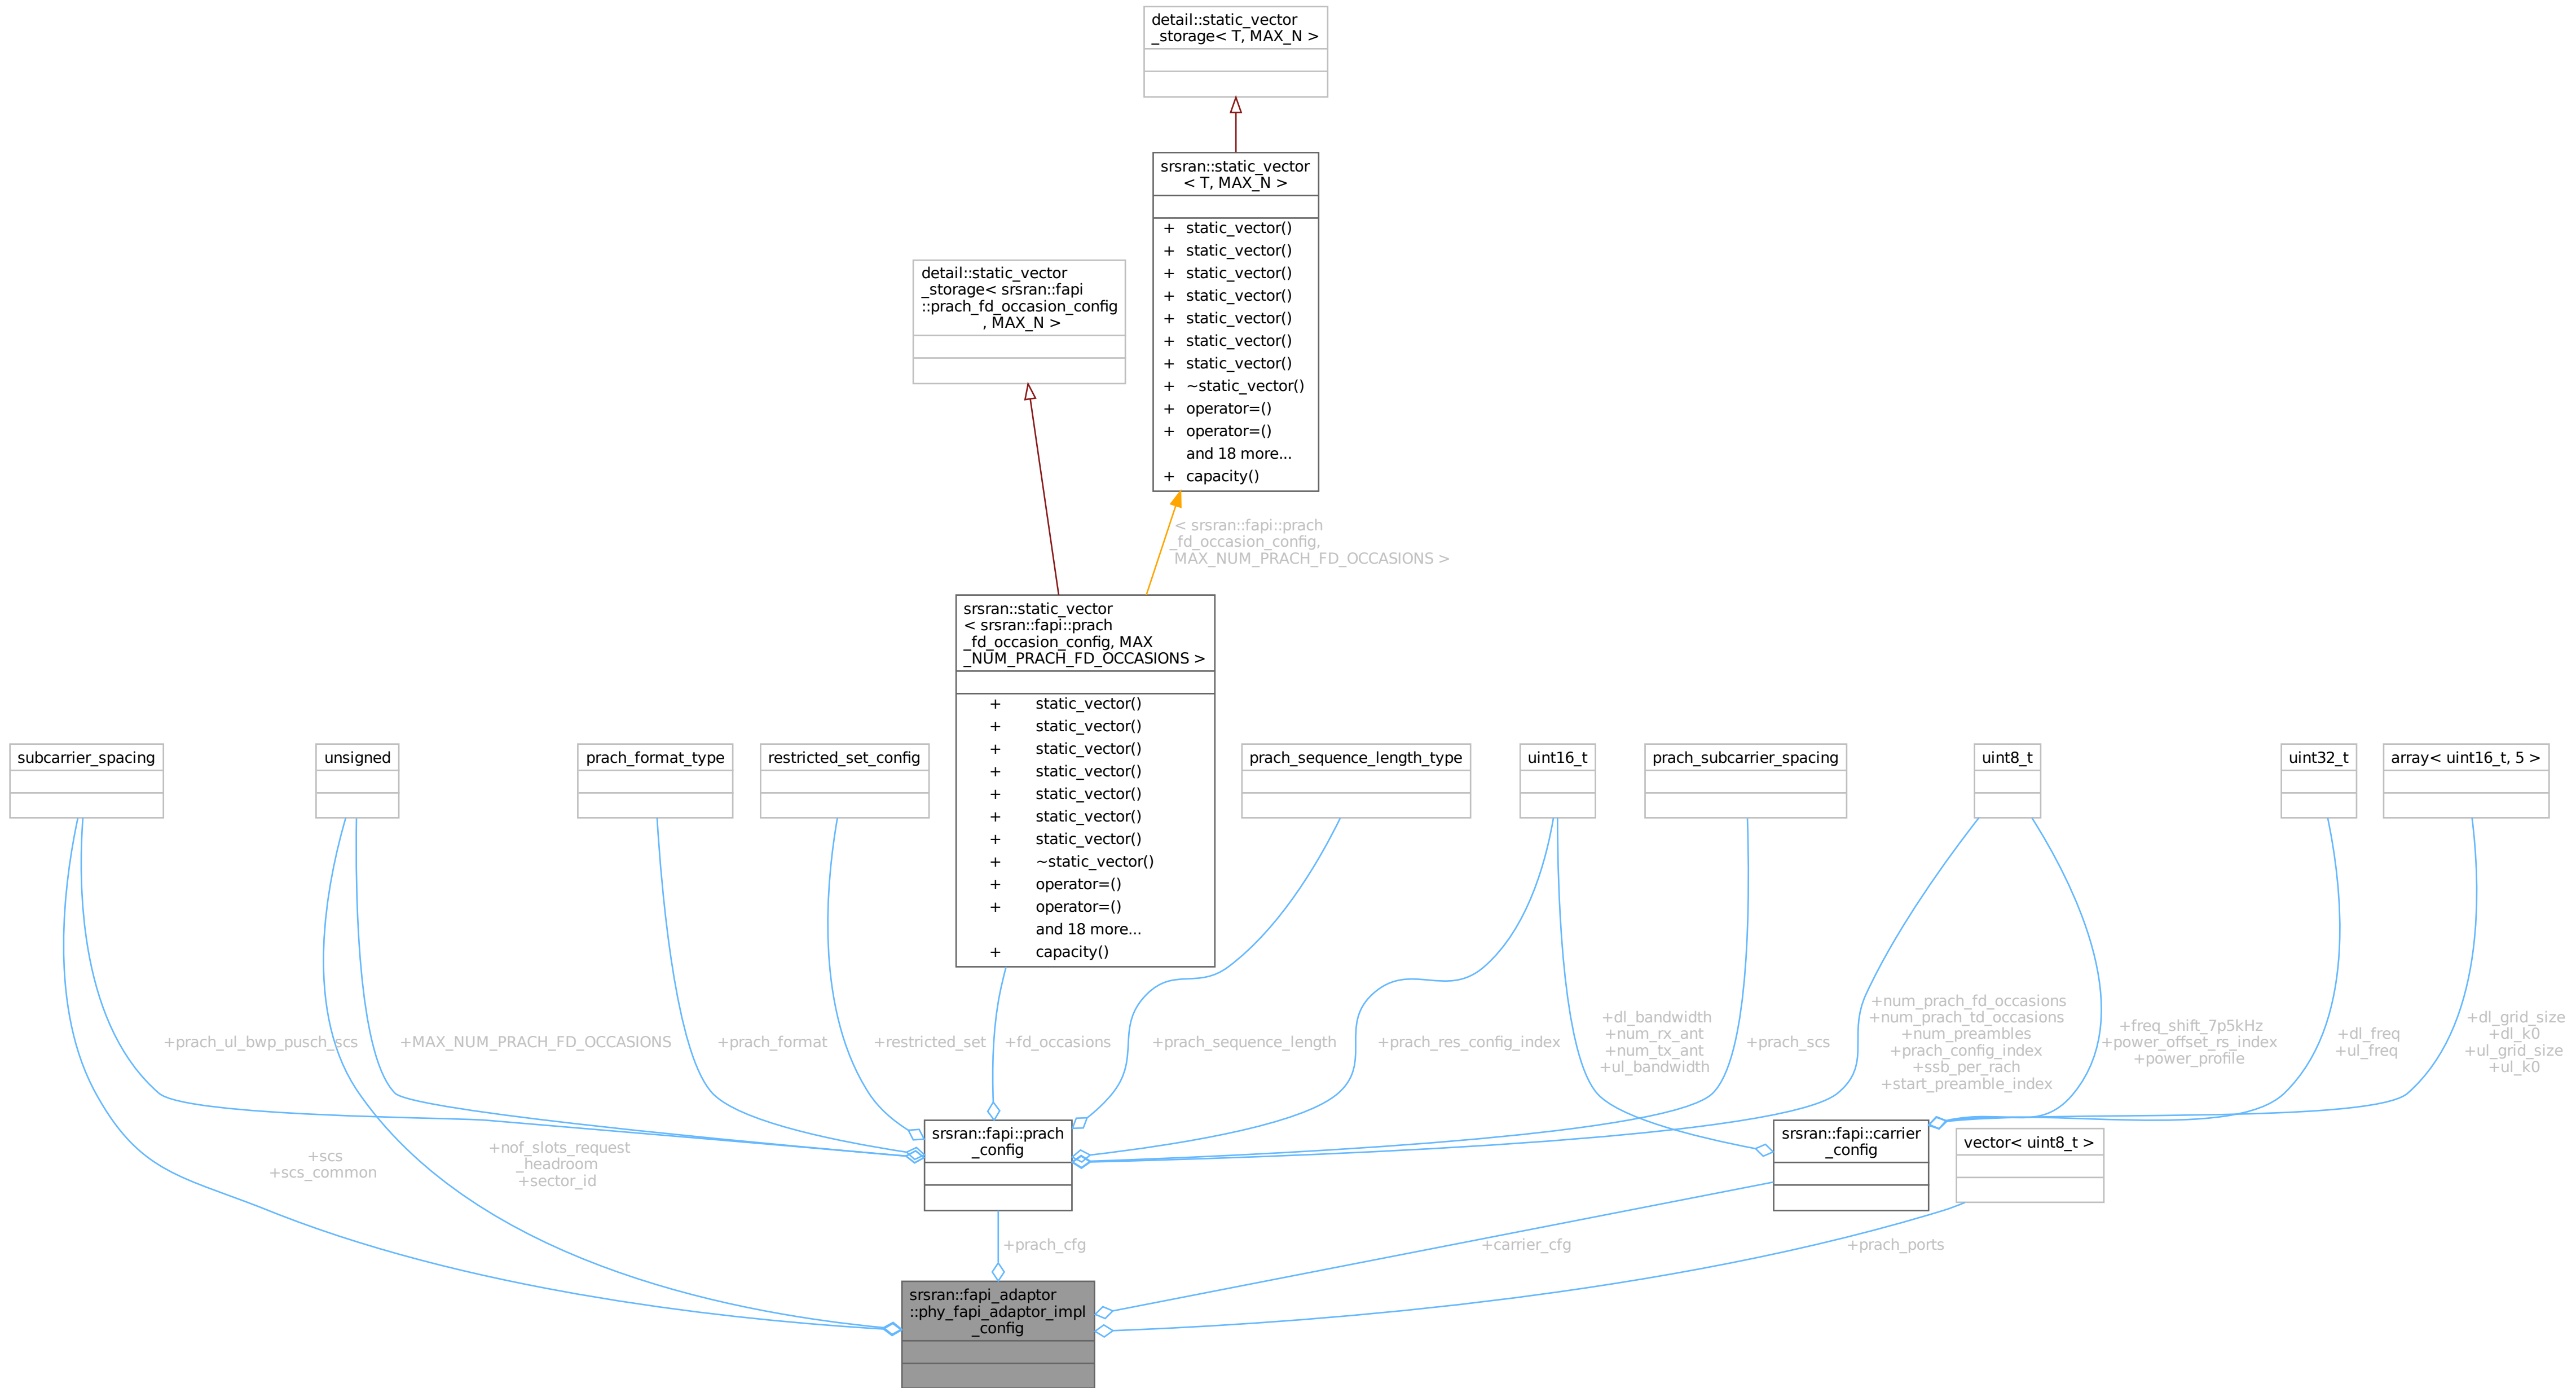 detail::static_vector
_storage< T, MAX_N >
srsran::static_vector
< T, MAX_N >
+ static_vector()
+ static_vector()
+ static_vector()
+ static_vector()
+ static_vector()
+ static_vector()
+ static_vector()
+ ~static_vector()
+ operator=()
+ operator=()
and 18 more...
+ capacity()
detail::static_vector
_storage< srsran::fapi
::prach_fd_occasion_config
, MAX_N >
< srsran::fapi::prach
_fd_occasion_config,
MAX_NUM_PRACH_FD_OCCASIONS >
srsran::static_vector
< srsran::fapi::prach
_fd_occasion_config, MAX
_NUM_PRACH_FD_OCCASIONS >
+ static_vector()
+ static_vector()
+ static_vector()
+ static_vector()
+ static_vector()
+ static_vector()
+ static_vector()
+ ~static_vector()
+ operator=()
+ operator=()
and 18 more...
+ capacity()
subcarrier_spacing
unsigned
prach_format_type
restricted_set_config
prach_sequence_length_type
uint16_t
prach_subcarrier_spacing
uint8_t
uint32_t
array< uint16_t, 5 >
+prach_ul_bwp_pusch_scs
+MAX_NUM_PRACH_FD_OCCASIONS
+prach_format
+restricted_set
+fd_occasions
+prach_sequence_length
+prach_res_config_index
+dl_bandwidth
+num_rx_ant
+num_tx_ant
+ul_bandwidth
+prach_scs
+num_prach_fd_occasions
+num_prach_td_occasions
+num_preambles
+prach_config_index
+ssb_per_rach
+start_preamble_index
+freq_shift_7p5kHz
+power_offset_rs_index
+power_profile
+dl_freq
+ul_freq
+dl_grid_size
+dl_k0
+ul_grid_size
+ul_k0
+scs
+scs_common
+nof_slots_request
_headroom
+sector_id
srsran::fapi::prach
_config
srsran::fapi::carrier
_config
vector< uint8_t >
+prach_cfg
+carrier_cfg
+prach_ports
srsran::fapi_adaptor
::phy_fapi_adaptor_impl
_config